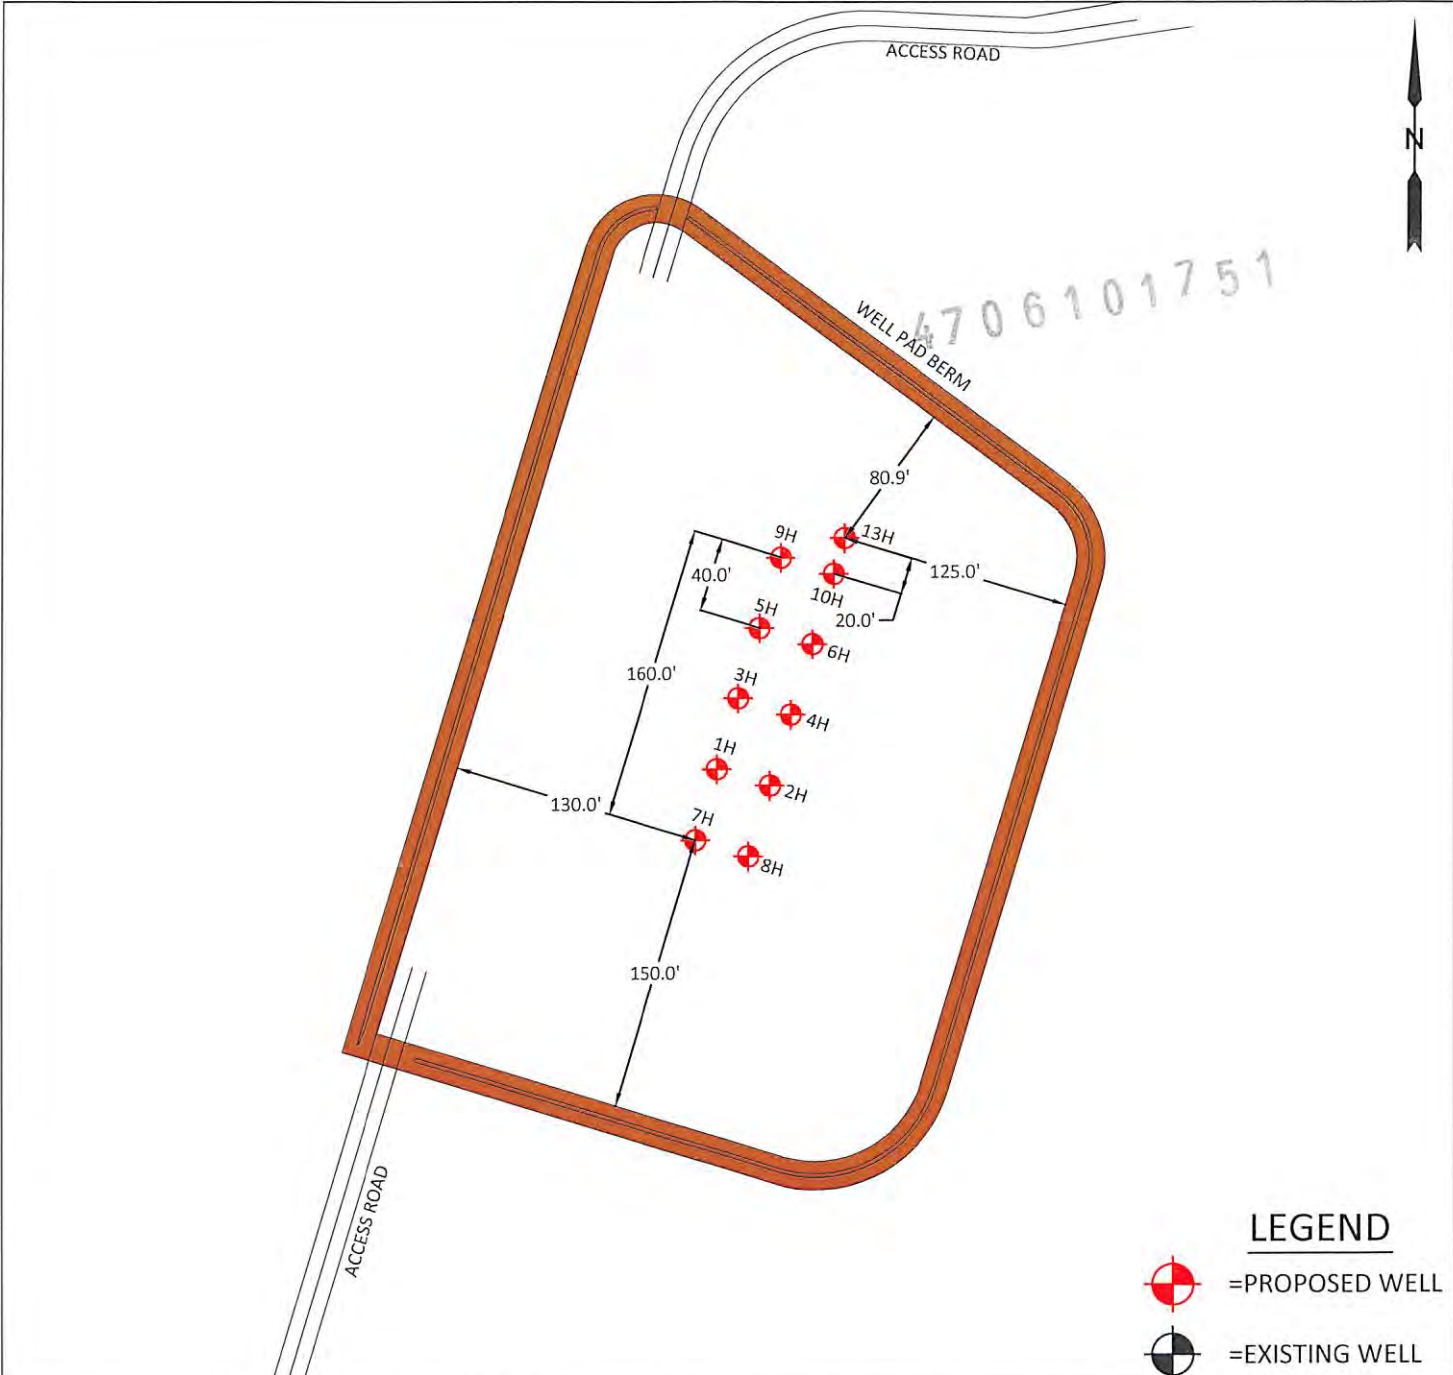 ACCESS ROAD
N
4706101751
WELL PAD BERM
80.9'
13H
9H
125.0'
40.0'
10H
5H
20.0'
6H
160.0'
3H
4H
1H
2H
130.0'
7H
8H
150.0'
ACCESS ROAD
LEGEND
=PROPOSED WELL
=EXISTING WELL